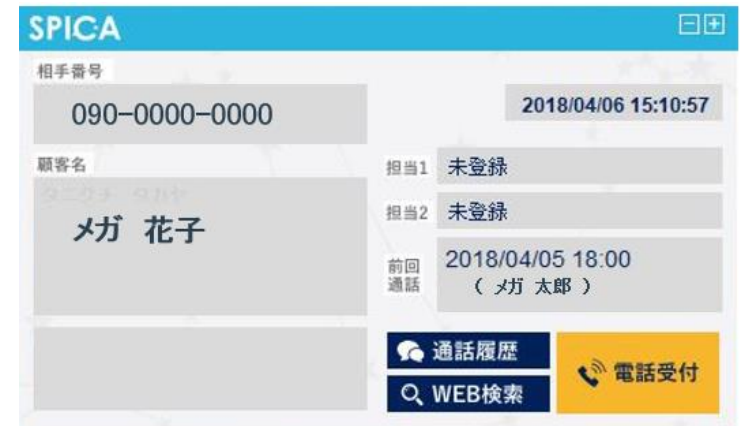 SPICA
相手番号
090-0000-0000
2018/04/06 15:10:57
顧客名
メガ 花子
担当1 未登録
担当2 未登録
前回通話 2018/04/05 18:00
( メガ 太郎 )
通話履歴
WEB検索
電話受付